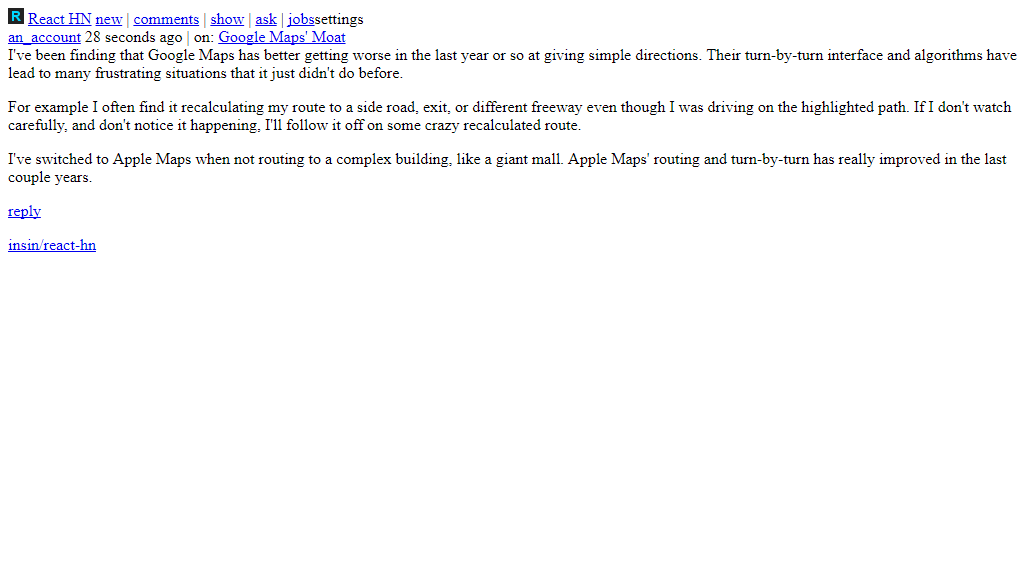 R React HN new | comments | show | ask | jobssettings
an_account 28 seconds ago | on: Google Maps' Moat
I've been finding that Google Maps has better getting worse in the last year or so at giving simple directions. Their turn-by-turn interface and algorithms have
lead to many frustrating situations that it just didn't do before.
For example I often find it recalculating my route to a side road, exit, or different freeway even though I was driving on the highlighted path. If I don't watch
carefully, and don't notice it happening, I'll follow it off on some crazy recalculated route.
I've switched to Apple Maps when not routing to a complex building, like a giant mall. Apple Maps' routing and turn-by-turn has really improved in the last
couple years.
reply
insin/react-hn